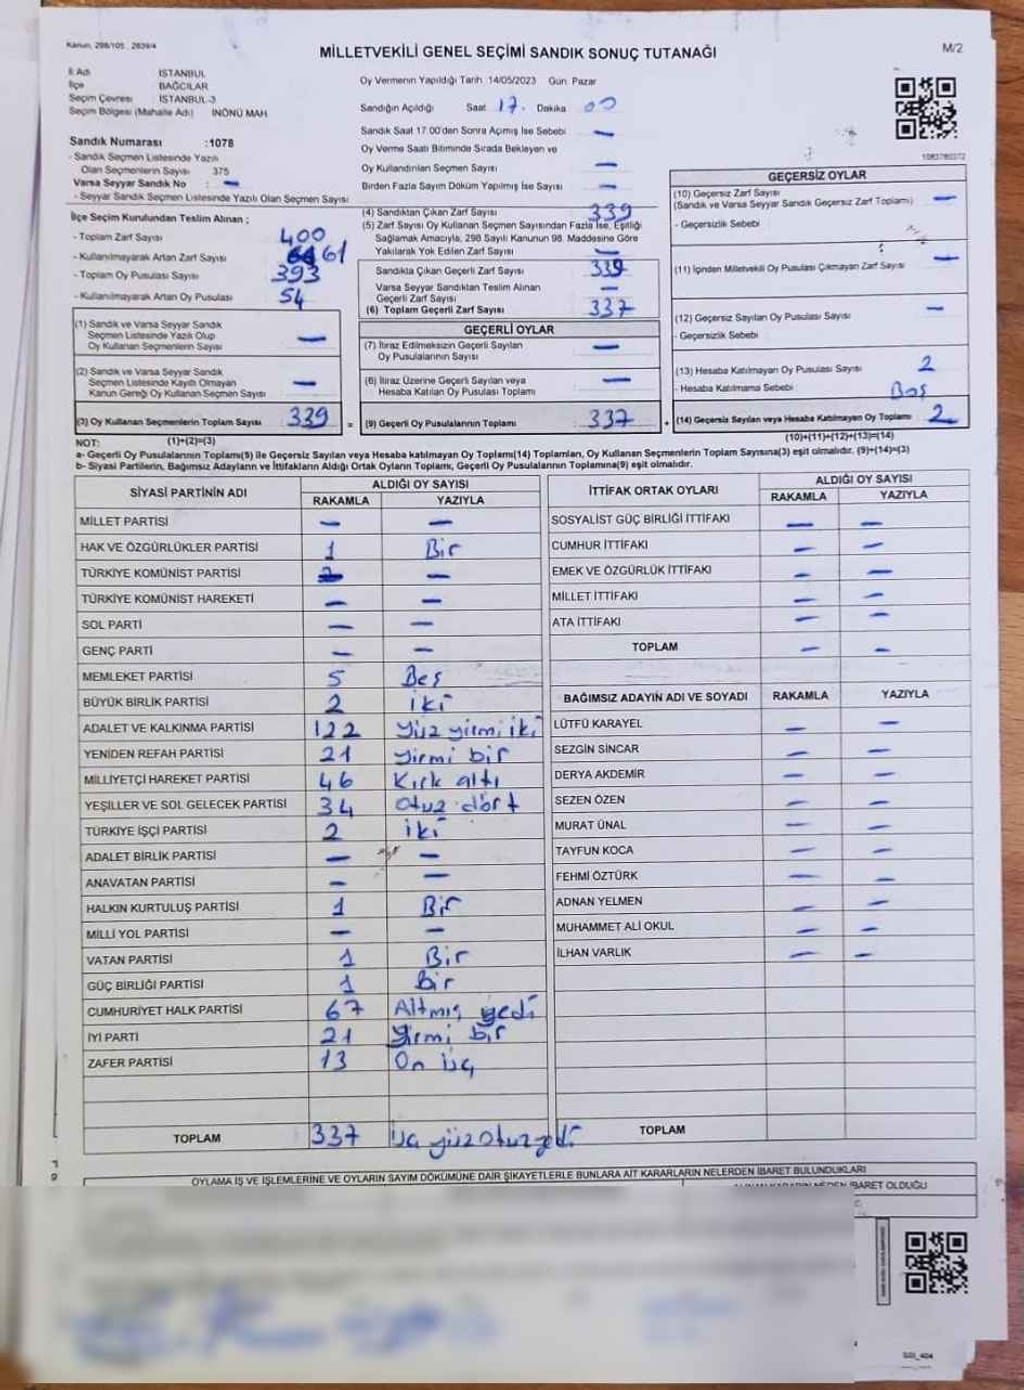 Kanun, 298/105 , 2839/4
MİLLETVEKİLİ GENEL SEÇİMİ SANDIK SONUÇ TUTANAĞI
M/2
İl Adı İSTANBUL
İlçe BAĞCILAR
Seçim Çevresi İSTANBUL-3
Seçim Bölgesi (Mahalle Adı) İNÖNÜ MAH
Sandık Numarası :1078
- Sandık Seçmen Listesinde Yazılı
Olan Seçmenlerin Sayısı 375
Varsa Seyyar Sandık No : –
- Seyyar Sandık Seçmen Listesinde Yazılı Olan Seçmen Sayısı
Oy Vermenin Yapıldığı Tarih 14/05/2023 Gün: Pazar
Sandığın Açıldığı Saat 17. Dakika 00
Sandık Saat 17:00'den Sonra Açımış İse Sebebi –
Oy Verme Saati Bitiminde Sırada Bekleyen ve
Oy Kullandırılan Seçmen Sayısı –
Birden Fazla Sayım Döküm Yapılmış İse Sayısı –
İlçe Seçim Kurulundan Teslim Alınan ;
- Toplam Zarf Sayısı 400
- Kullanılmayarak Artan Zarf Sayısı 61
- Toplam Oy Pusulası Sayısı 393
- Kullanılmayarak Artan Oy Pusulası 54
(4) Sandıktan Çıkan Zarf Sayısı 339
(5) Zarf Sayısı Oy Kullanan Seçmen Sayısından Fazla İse, Eşitliği
Sağlamak Amacıyla, 298 Sayılı Kanunun 98. Maddesine Göre
Yakılarak Yok Edilen Zarf Sayısı –
Sandıkta Çıkan Geçerli Zarf Sayısı 339
Varsa Seyyar Sandıktan Teslim Alınan
Geçerli Zarf Sayısı –
(6) Toplam Geçerli Zarf Sayısı 337
GEÇERSİZ OYLAR
(10) Geçersiz Zarf Sayısı
(Sandık ve Varsa Seyyar Sandık Geçersiz Zarf Toplamı) –
- Geçersizlik Sebebi
(11) İçinden Milletvekili Oy Pusulası Çıkmayan Zarf Sayısı –
(12) Geçersiz Sayılan Oy Pusulası Sayısı –
- Geçersizlik Sebebi
(13) Hesaba Katılmayan Oy Pusulası Sayısı 2
- Hesaba Katılmama Sebebi Boş
(1) Sandık ve Varsa Seyyar Sandık
Seçmen Listesinde Yazılı Olup
Oy Kullanan Seçmenlerin Sayısı –
(2) Sandık ve Varsa Seyyar Sandık
Seçmen Listesinde Kayıtlı Olmayan
Kanun Gereği Oy Kullanan Seçmen Sayısı –
GEÇERLİ OYLAR
(7) İtiraz Edilmeksizin Geçerli Sayılan
Oy Pusulalarının Sayısı –
(8) İtiraz Üzerine Geçerli Sayılan veya
Hesaba Katılan Oy Pusulası Toplamı –
(3) Oy Kullanan Seçmenlerin Toplam Sayısı 339 = (9) Geçerli Oy Pusulalarının Toplamı 337 + (14) Geçersiz Sayılan veya Hesaba Katılmayan Oy Toplamı 2
NOT: (1)+(2)=(3) (10)+(11)+(12)+(13)=(14)
a- Geçerli Oy Pusulalarının Toplamı(9) ile Geçersiz Sayılan veya Hesaba katılmayan Oy Toplamı(14) Toplamları, Oy Kullanan Seçmenlerin Toplam Sayısına(3) eşit olmalıdır. (9)+(14)=(3)
b- Siyasi Partilerin, Bağımsız Adayların ve İttifakların Aldığı Ortak Oyların Toplamı, Geçerli Oy Pusulalarının Toplamına(9) eşit olmalıdır.
SİYASİ PARTİNİN ADI ALDIĞI OY SAYISI
RAKAMLA YAZIYLA
MİLLET PARTİSİ – –
HAK VE ÖZGÜRLÜKLER PARTİSİ 1 Bir
TÜRKİYE KOMÜNİST PARTİSİ –
TÜRKİYE KOMÜNİST HAREKETİ – –
SOL PARTİ – –
GENÇ PARTİ – –
MEMLEKET PARTİSİ 5 Beş
BÜYÜK BİRLİK PARTİSİ 2 iki
ADALET VE KALKINMA PARTİSİ 122 Yüz yirmi iki
YENİDEN REFAH PARTİSİ 21 yirmi bir
MİLLİYETÇİ HAREKET PARTİSİ 46 Kırk altı
YEŞİLLER VE SOL GELECEK PARTİSİ 34 otuz dört
TÜRKİYE İŞÇİ PARTİSİ 2 iki
ADALET BİRLİK PARTİSİ – –
ANAVATAN PARTİSİ – –
HALKIN KURTULUŞ PARTİSİ 1 Bir
MİLLİ YOL PARTİSİ – –
VATAN PARTİSİ 1 Bir
GÜÇ BİRLİĞİ PARTİSİ 1 bir
CUMHURİYET HALK PARTİSİ 67 Altmış yedi
İYİ PARTİ 21 Yirmi bir
ZAFER PARTİSİ 13 On üç
TOPLAM 337 üç yüz otuz yedi
İTTİFAK ORTAK OYLARI ALDIĞI OY SAYISI
RAKAMLA YAZIYLA
SOSYALİST GÜÇ BİRLİĞİ İTTİFAKI – –
CUMHUR İTTİFAKI – –
EMEK VE ÖZGÜRLÜK İTTİFAKI – –
MİLLET İTTİFAKI – –
ATA İTTİFAKI – –
TOPLAM – –
BAĞIMSIZ ADAYIN ADI VE SOYADI RAKAMLA YAZIYLA
LÜTFÜ KARAYEL – –
SEZGİN SİNCAR – –
DERYA AKDEMİR – –
SEZEN ÖZEN – –
MURAT ÜNAL – –
TAYFUN KOCA – –
FEHMİ ÖZTÜRK – –
ADNAN YELMEN – –
MUHAMMET ALİ OKUL – –
İLHAN VARLIK – –
TOPLAM
OYLAMA İŞ VE İŞLEMLERİNE VE OYLARIN SAYIM DÖKÜMÜNE DAİR ŞİKAYETLERLE BUNLARA AİT KARARLARIN NELERDEN İBARET BULUNDUKLARI
İBARET OLDUĞU